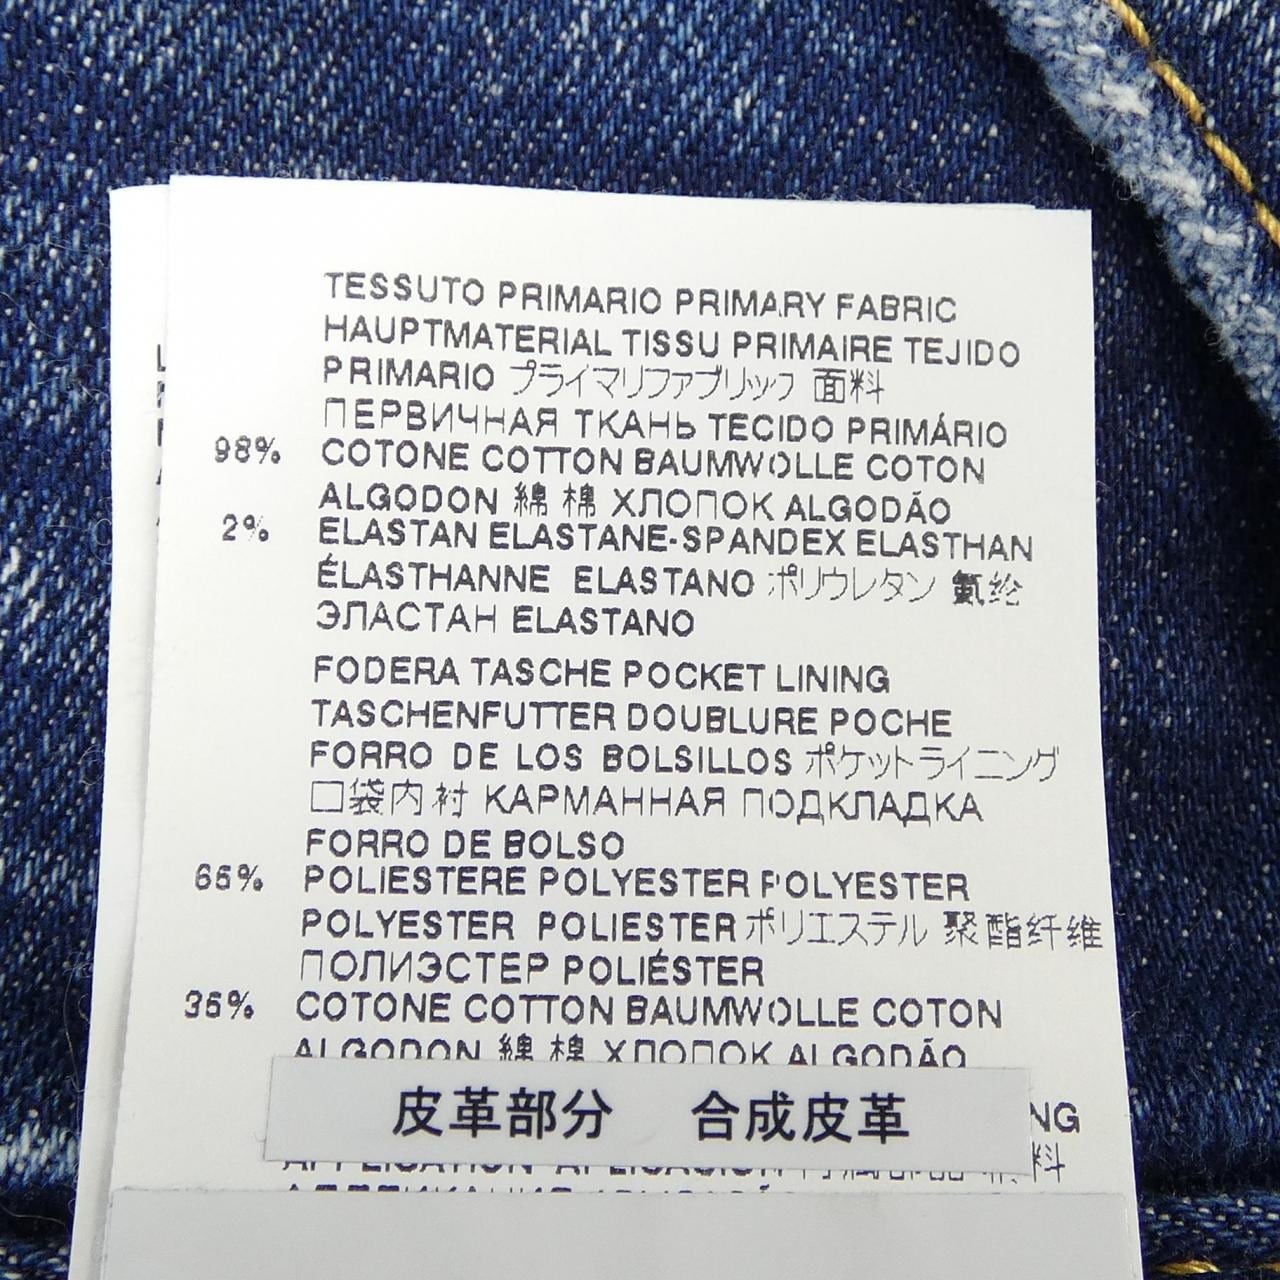 TESSUTO PRIMARIO PRIMARY FABRIC
HAUPTMATERIAL TISSU PRIMAIRE TEJIDO
PRIMARIO プライマリファブリック 面料
ПЕРВИЧНАЯ ТКАНЬ TECIDO PRIMÁRIO
98% COTONE COTTON BAUMWOLLE COTON
ALGODON 綿 棉 ХЛОПОК ALGODÃO
2% ELASTAN ELASTANE-SPANDEX ELASTHAN
ÉLASTHANNE ELASTANO ポリウレタン 氨纶
ЭЛАСТАН ELASTANO
FODERA TASCHE POCKET LINING
TASCHENFUTTER DOUBLURE POCHE
FORRO DE LOS BOLSILLOS ポケットライニング
口袋内衬 КАРМАННАЯ ПОДКЛАДКА
FORRO DE BOLSO
65% POLIESTERE POLYESTER POLYESTER
POLYESTER POLIESTER ポリエステル 聚酯纤维
ПОЛИЭСТЕР POLIÉSTER
35% COTONE COTTON BAUMWOLLE COTON
ALGODON 綿 棉 ХЛОПОК ALGODÃO
皮革部分 合成皮革
NG